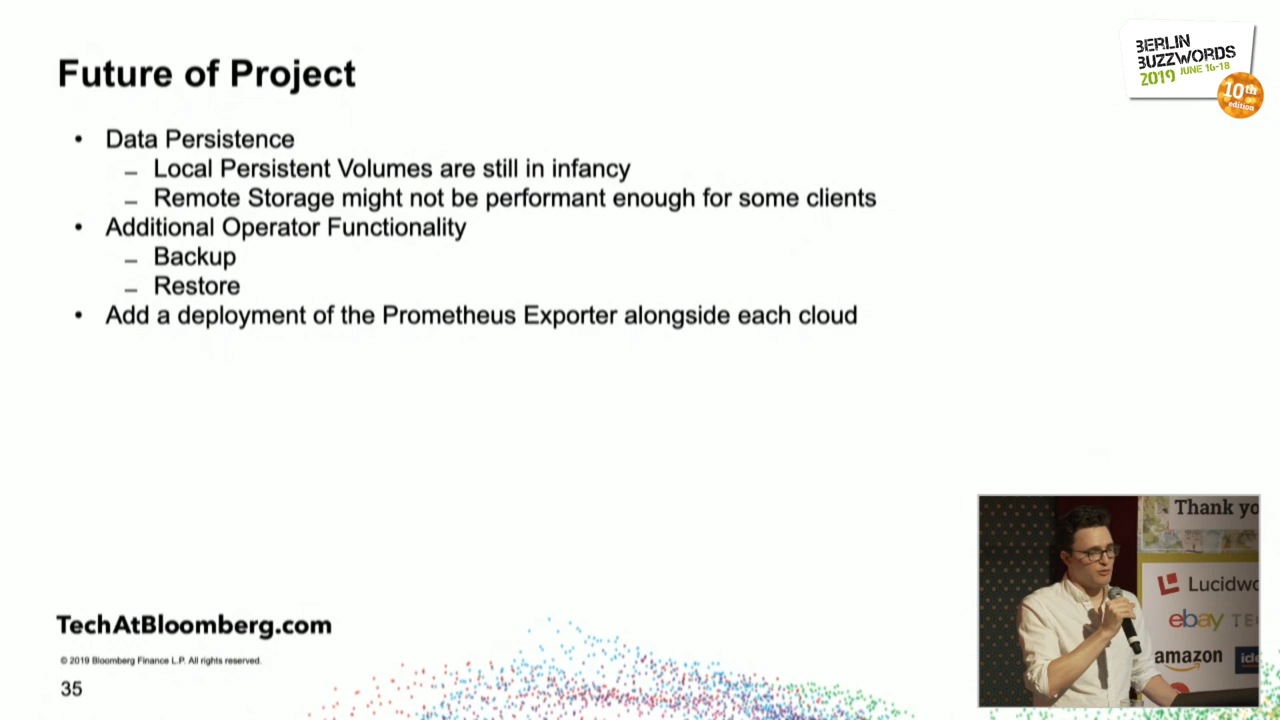 Future of Project
BERLIN
BUZZWORDS
2019 JUNE 16-18
10th
edition
• Data Persistence
– Local Persistent Volumes are still in infancy
– Remote Storage might not be performant enough for some clients
• Additional Operator Functionality
– Backup
– Restore
• Add a deployment of the Prometheus Exporter alongside each cloud
Thank yo
Lucidwo
ebay TE
amazon
ide
TechAtBloomberg.com
© 2019 Bloomberg Finance L.P. All rights reserved.
35